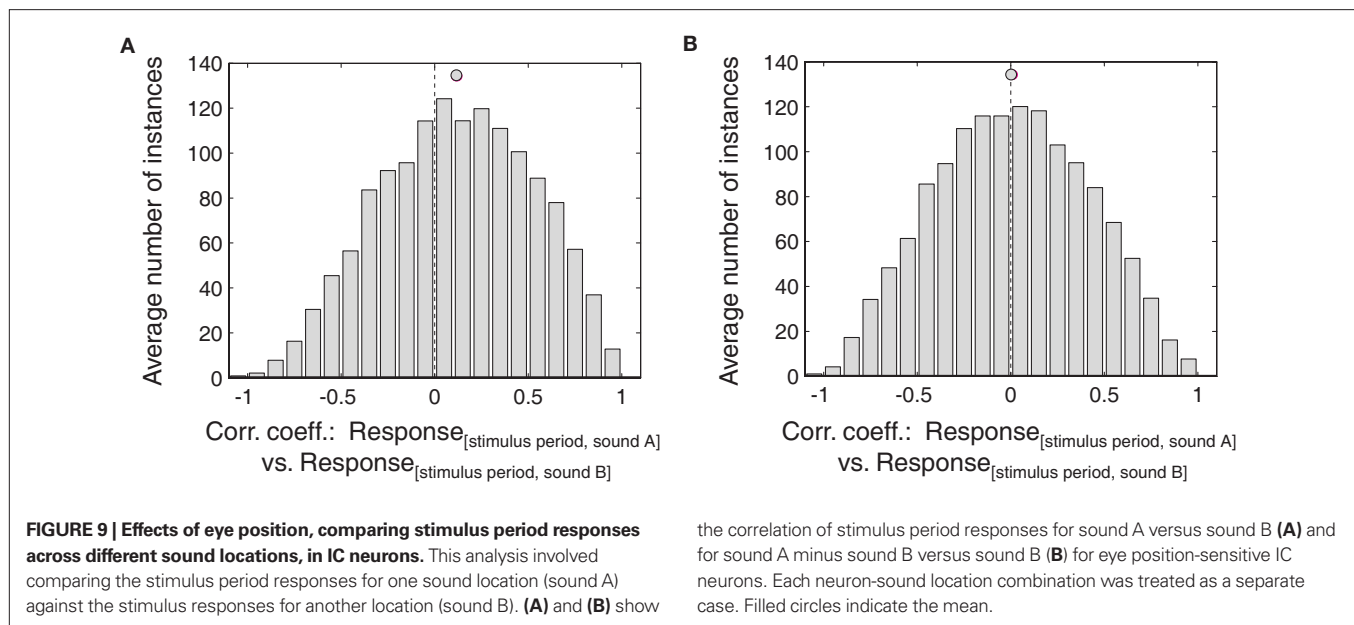 A
140
120
100
80
60
40
20
0
Average number of instances
-1 -0.5 0 0.5 1
Corr. coeff.: Response[stimulus period, sound A]
vs. Response[stimulus period, sound B]
B
140
120
100
80
60
40
20
0
Average number of instances
-1 -0.5 0 0.5 1
Corr. coeff.: Response[stimulus period, sound A]
vs. Response[stimulus period, sound B]
FIGURE 9 | Effects of eye position, comparing stimulus period responses
across different sound locations, in IC neurons. This analysis involved
comparing the stimulus period responses for one sound location (sound A)
against the stimulus responses for another location (sound B). (A) and (B) show
the correlation of stimulus period responses for sound A versus sound B (A) and
for sound A minus sound B versus sound B (B) for eye position-sensitive IC
neurons. Each neuron-sound location combination was treated as a separate
case. Filled circles indicate the mean.